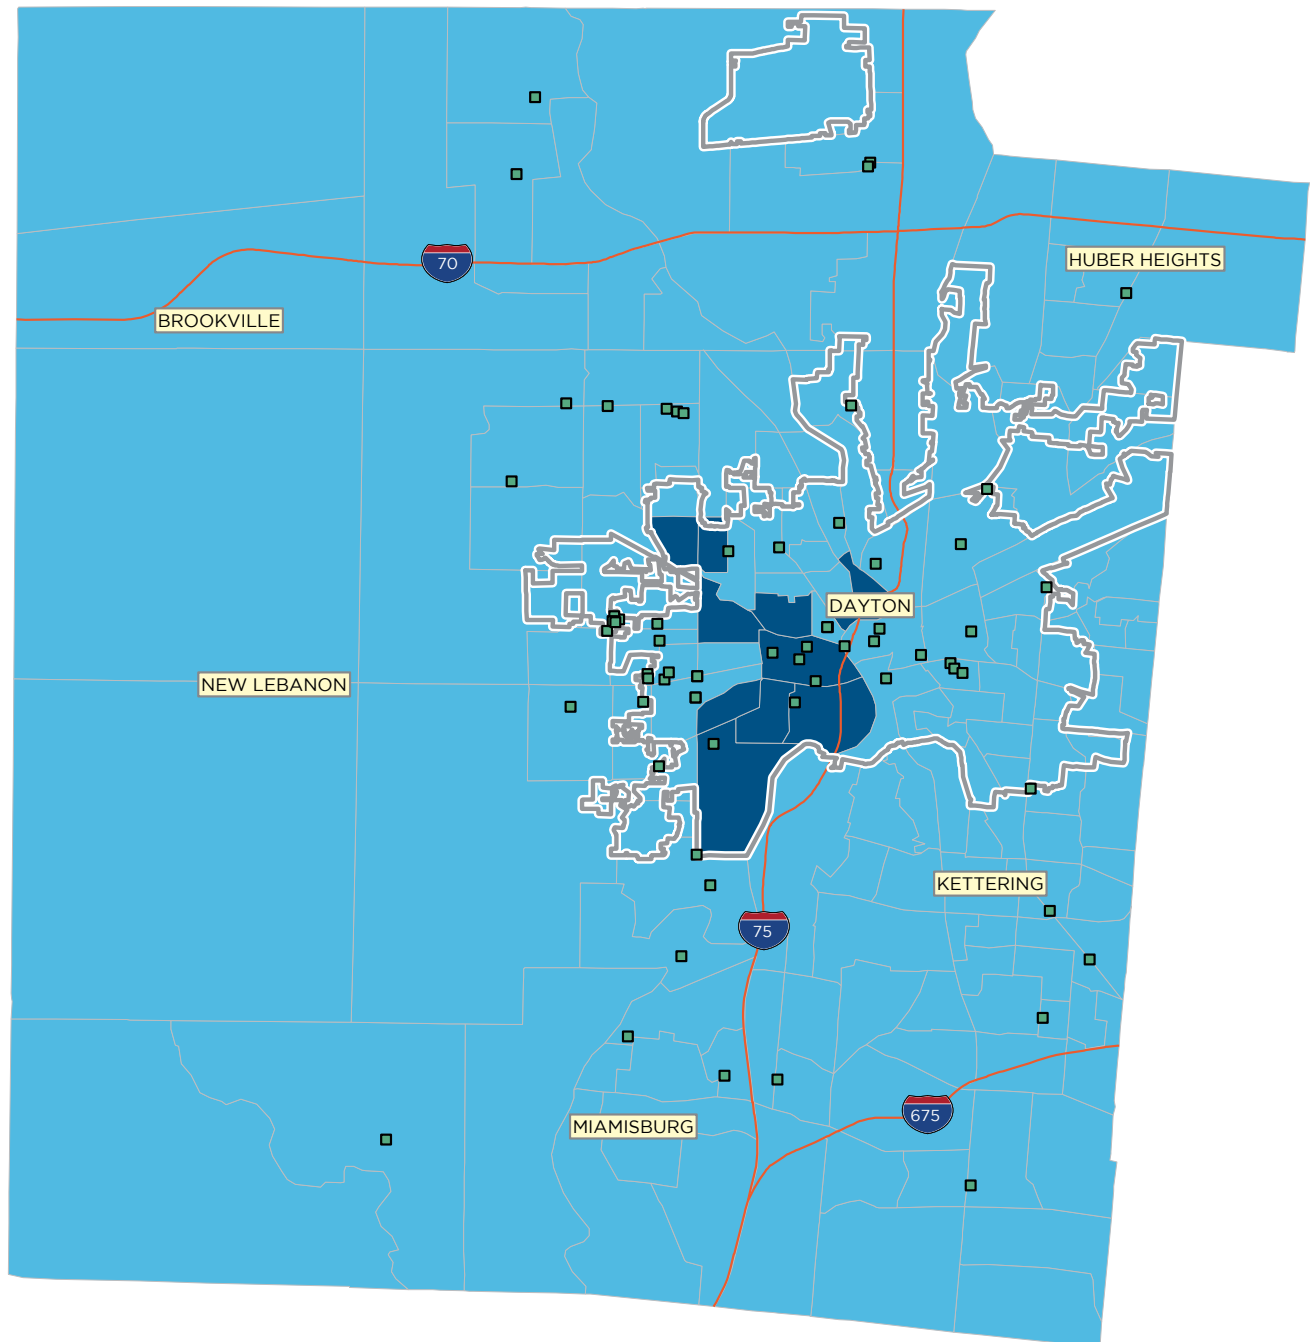 HUBER HEIGHTS
70
BROOKVILLE
DAYTON
NEW LEBANON
KETTERING
75
675
MIAMISBURG